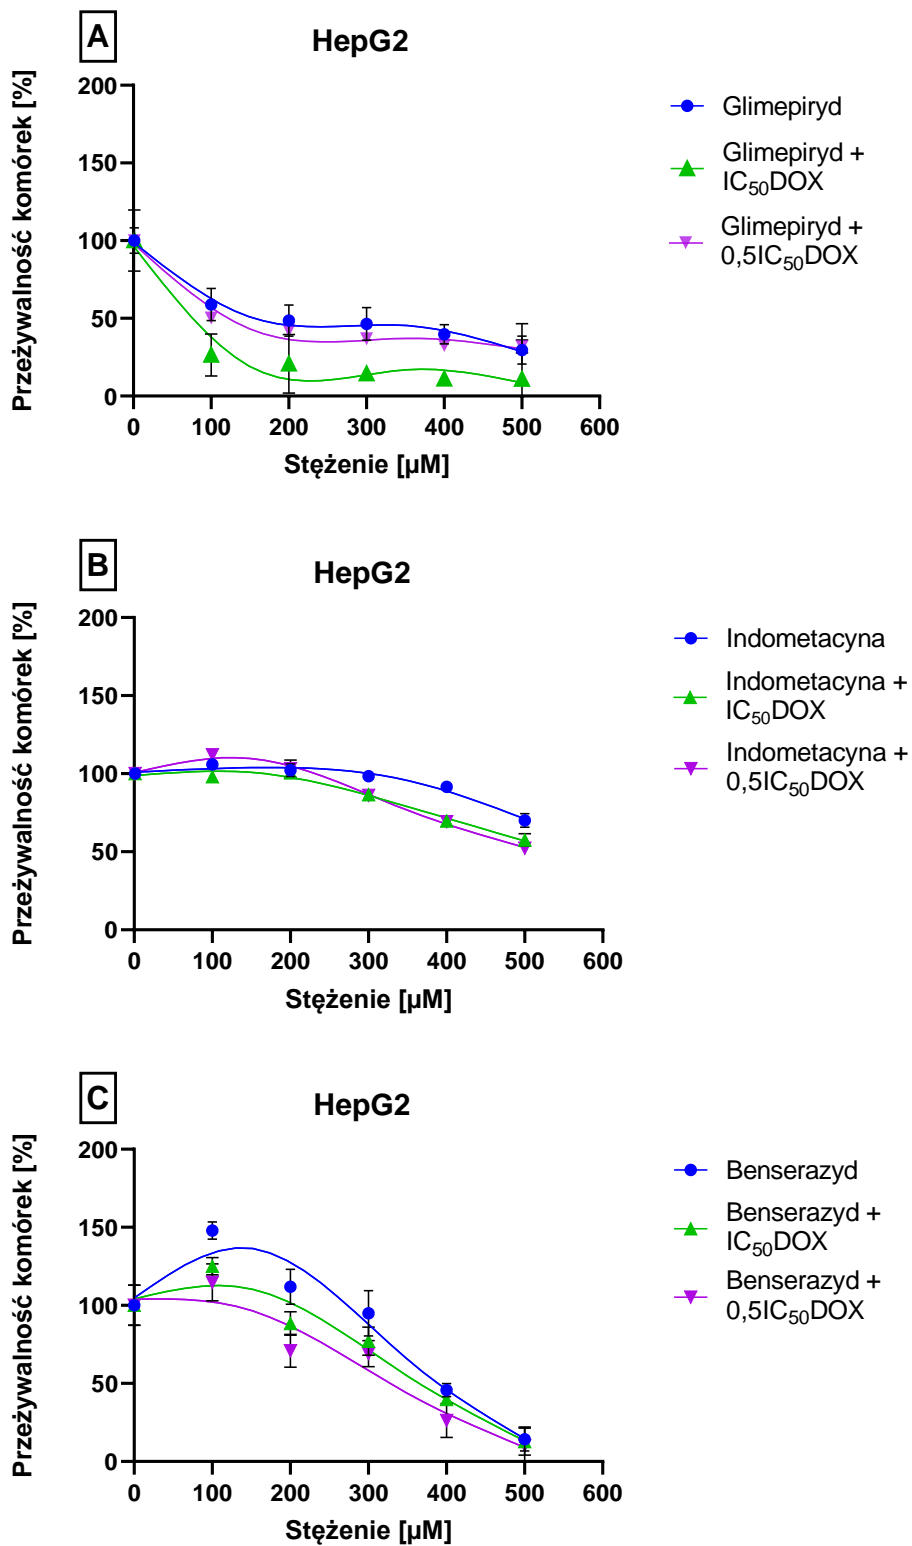 A
HepG2
Przeżywalność komórek [%]
200
150
100
50
0
0 100 200 300 400 500 600
Stężenie [µM]
Glimepiryd
Glimepiryd +
IC₅₀DOX
Glimepiryd +
0,5IC₅₀DOX
B
HepG2
Przeżywalność komórek [%]
200
150
100
50
0
0 100 200 300 400 500 600
Stężenie [µM]
Indometacyna
Indometacyna +
IC₅₀DOX
Indometacyna +
0,5IC₅₀DOX
C
HepG2
Przeżywalność komórek [%]
200
150
100
50
0
0 100 200 300 400 500 600
Stężenie [µM]
Benserazyd
Benserazyd +
IC₅₀DOX
Benserazyd +
0,5IC₅₀DOX